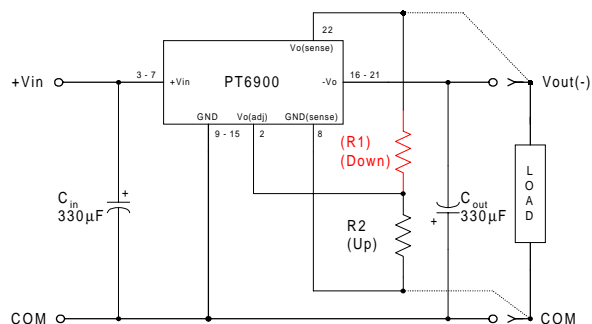 22
Vo(sense)
3 - 7
+Vin
PT6900
-Vo
16 - 21
+Vin
Vout(-)
GND
Vo(adj)
GND(sense)
9 - 15
2
8
(R1)
(Down)
L
O
A
D
C in
330µF
+
R2
(Up)
C out
330µF
+
COM
COM